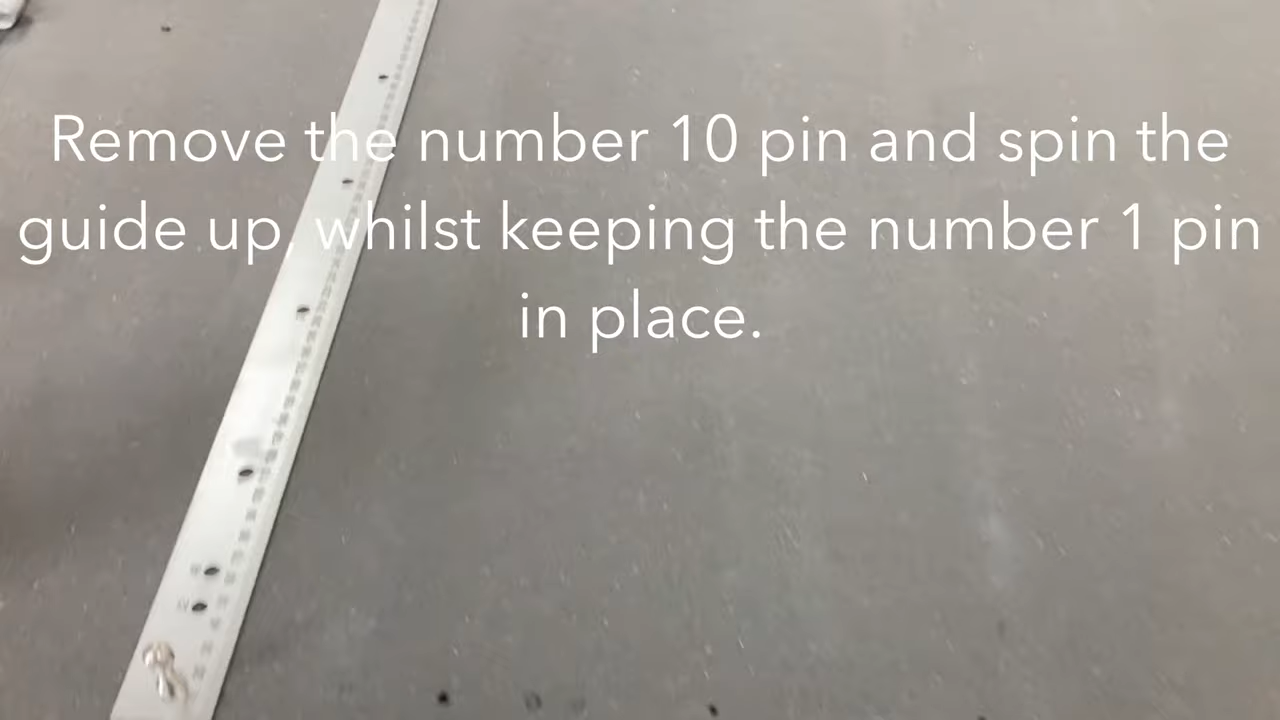 Remove the number 10 pin and spin the
guide up, whilst keeping the number 1 pin
in place.